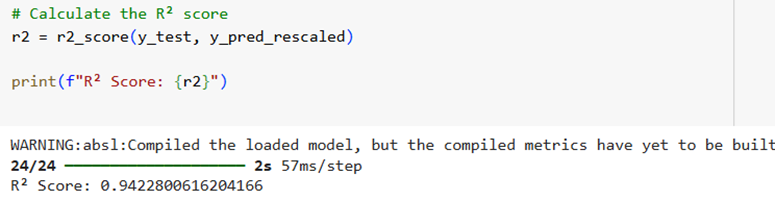 # Calculate the R² score
r2 = r2_score(y_test, y_pred_rescaled)
print(f"R² Score: {r2}")
WARNING:absl:Compiled the loaded model, but the compiled metrics have yet to be built
24/24 ━━━━━━━━━━━━━━━━━━━━ 2s 57ms/step
R² Score: 0.9422800616204166